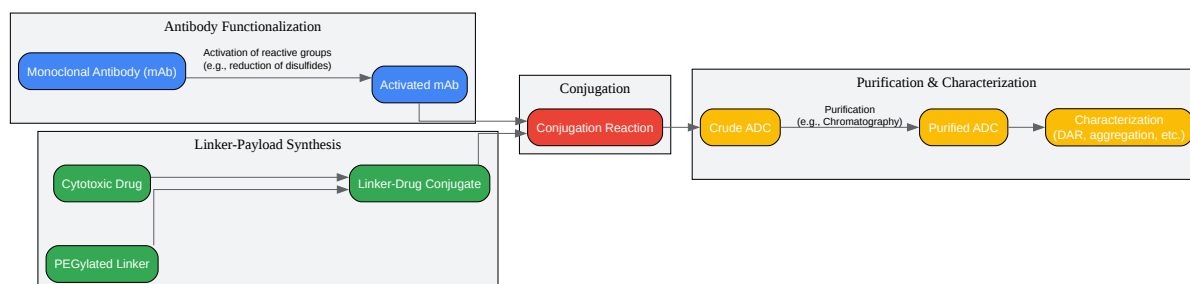 Antibody Functionalization
Monoclonal Antibody (mAb)
Activation of reactive groups
(e.g., reduction of disulfides)
Activated mAb
Linker-Payload Synthesis
Cytotoxic Drug
PEGylated Linker
Linker-Drug Conjugate
Conjugation
Conjugation Reaction
Purification & Characterization
Crude ADC
Purification
(e.g., Chromatography)
Purified ADC
Characterization
(DAR, aggregation, etc.)